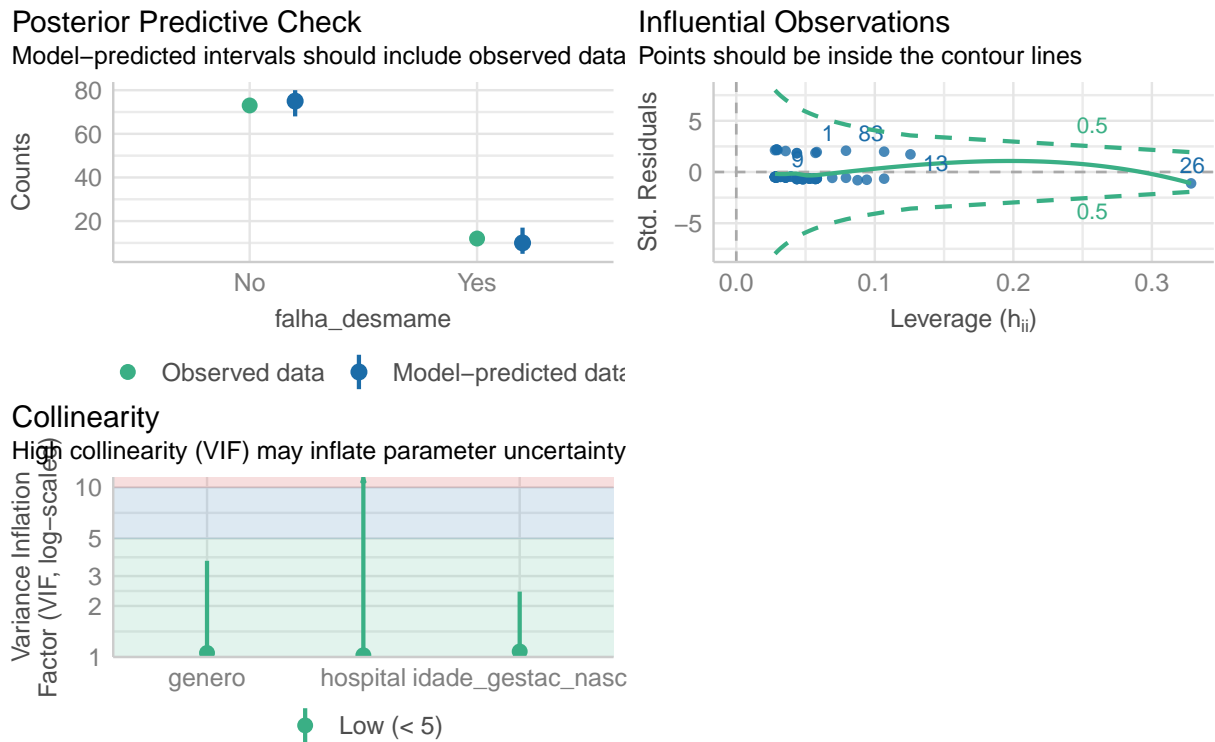 Posterior Predictive Check
Model−predicted intervals should include observed data
80
60
40
20
Counts
No
Yes
falha_desmame
Observed data
Model−predicted data
Influential Observations
Points should be inside the contour lines
5
0
−5
Std. Residuals
0.5
0.5
1
83
9
13
26
0.0
0.1
0.2
0.3
Leverage (hii)
Collinearity
High collinearity (VIF) may inflate parameter uncertainty
10
5
3
2
1
Variance Inflation
Factor (VIF, log−scaled)
genero
hospital
idade_gestac_nasc
Low (< 5)